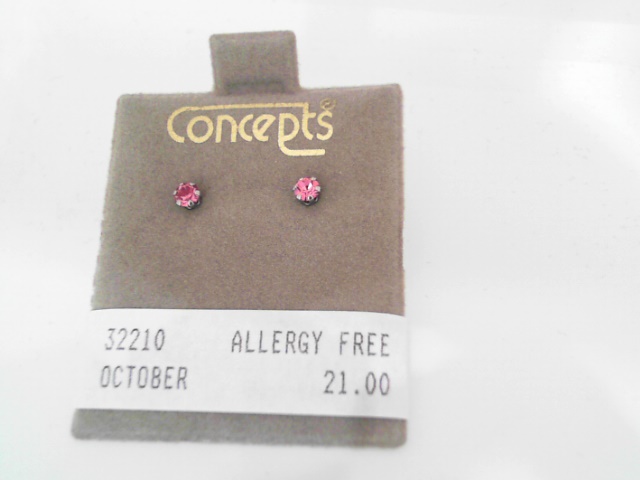 Concepts®
32210 ALLERGY FREE
OCTOBER 21.00